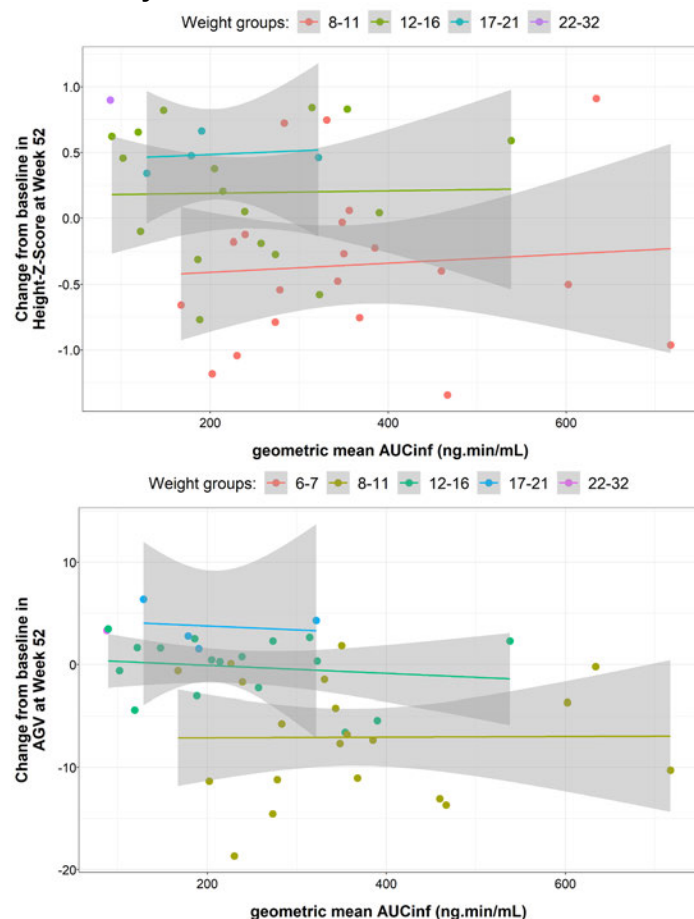 Weight groups: 8-11 12-16 17-21 22-32
1.0
0.5
0.0
-0.5
-1.0
Change from baseline in
Height-Z-Score at Week 52
200 400 600
geometric mean AUCinf (ng.min/mL)
Weight groups: 6-7 8-11 12-16 17-21 22-32
10
0
-10
-20
Change from baseline in
AGV at Week 52
200 400 600
geometric mean AUCinf (ng.min/mL)